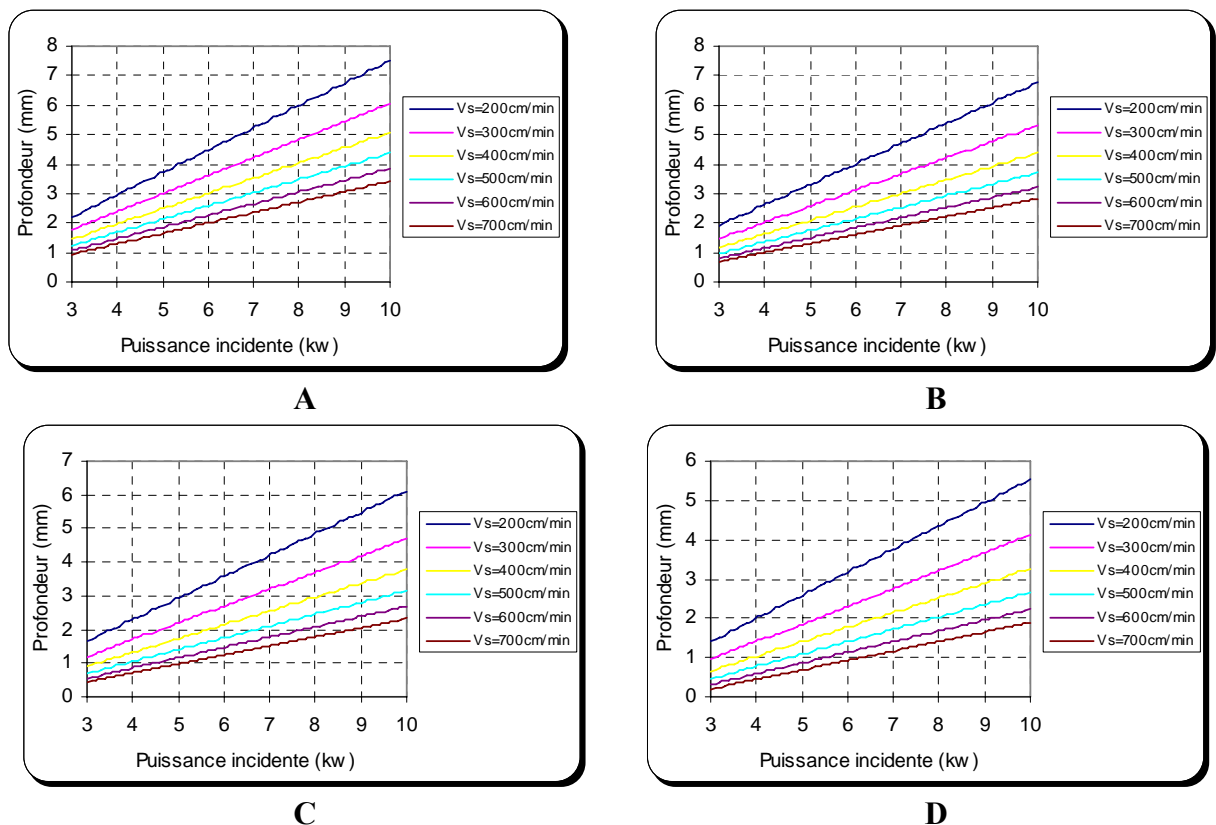 8
7
6
5
4
3
2
1
0
Profondeur (mm)
3 4 5 6 7 8 9 10
Puissance incidente (kw)
Vs=200cm/min
Vs=300cm/min
Vs=400cm/min
Vs=500cm/min
Vs=600cm/min
Vs=700cm/min
A
8
7
6
5
4
3
2
1
0
Profondeur (mm)
3 4 5 6 7 8 9 10
Puissance incidente (kw)
Vs=200cm/min
Vs=300cm/min
Vs=400cm/min
Vs=500cm/min
Vs=600cm/min
Vs=700cm/min
B
7
6
5
4
3
2
1
0
Profondeur (mm)
3 4 5 6 7 8 9 10
Puissance incidente (kw)
Vs=200cm/min
Vs=300cm/min
Vs=400cm/min
Vs=500cm/min
Vs=600cm/min
Vs=700cm/min
C
6
5
4
3
2
1
0
Profondeur (mm)
3 4 5 6 7 8 9 10
Puissance incidente (kw)
Vs=200cm/min
Vs=300cm/min
Vs=400cm/min
Vs=500cm/min
Vs=600cm/min
Vs=700cm/min
D